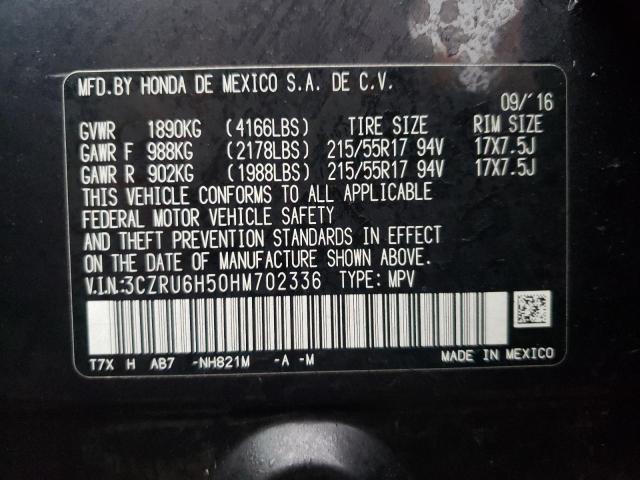 MFD.BY HONDA DE MEXICO S.A. DE C.V.
09/'16
GVWR 1890KG (4166LBS) TIRE SIZE RIM SIZE
GAWR F 988KG (2178LBS) 215/55R17 94V 17X7.5J
GAWR R 902KG (1988LBS) 215/55R17 94V 17X7.5J
THIS VEHICLE CONFORMS TO ALL APPLICABLE
FEDERAL MOTOR VEHICLE SAFETY
AND THEFT PREVENTION STANDARDS IN EFFECT
ON THE DATE OF MANUFACTURE SHOWN ABOVE.
V.I.N.:3CZRU6H50HM702336 TYPE: MPV
T7X H AB7 -NH821M -A -M MADE IN MEXICO